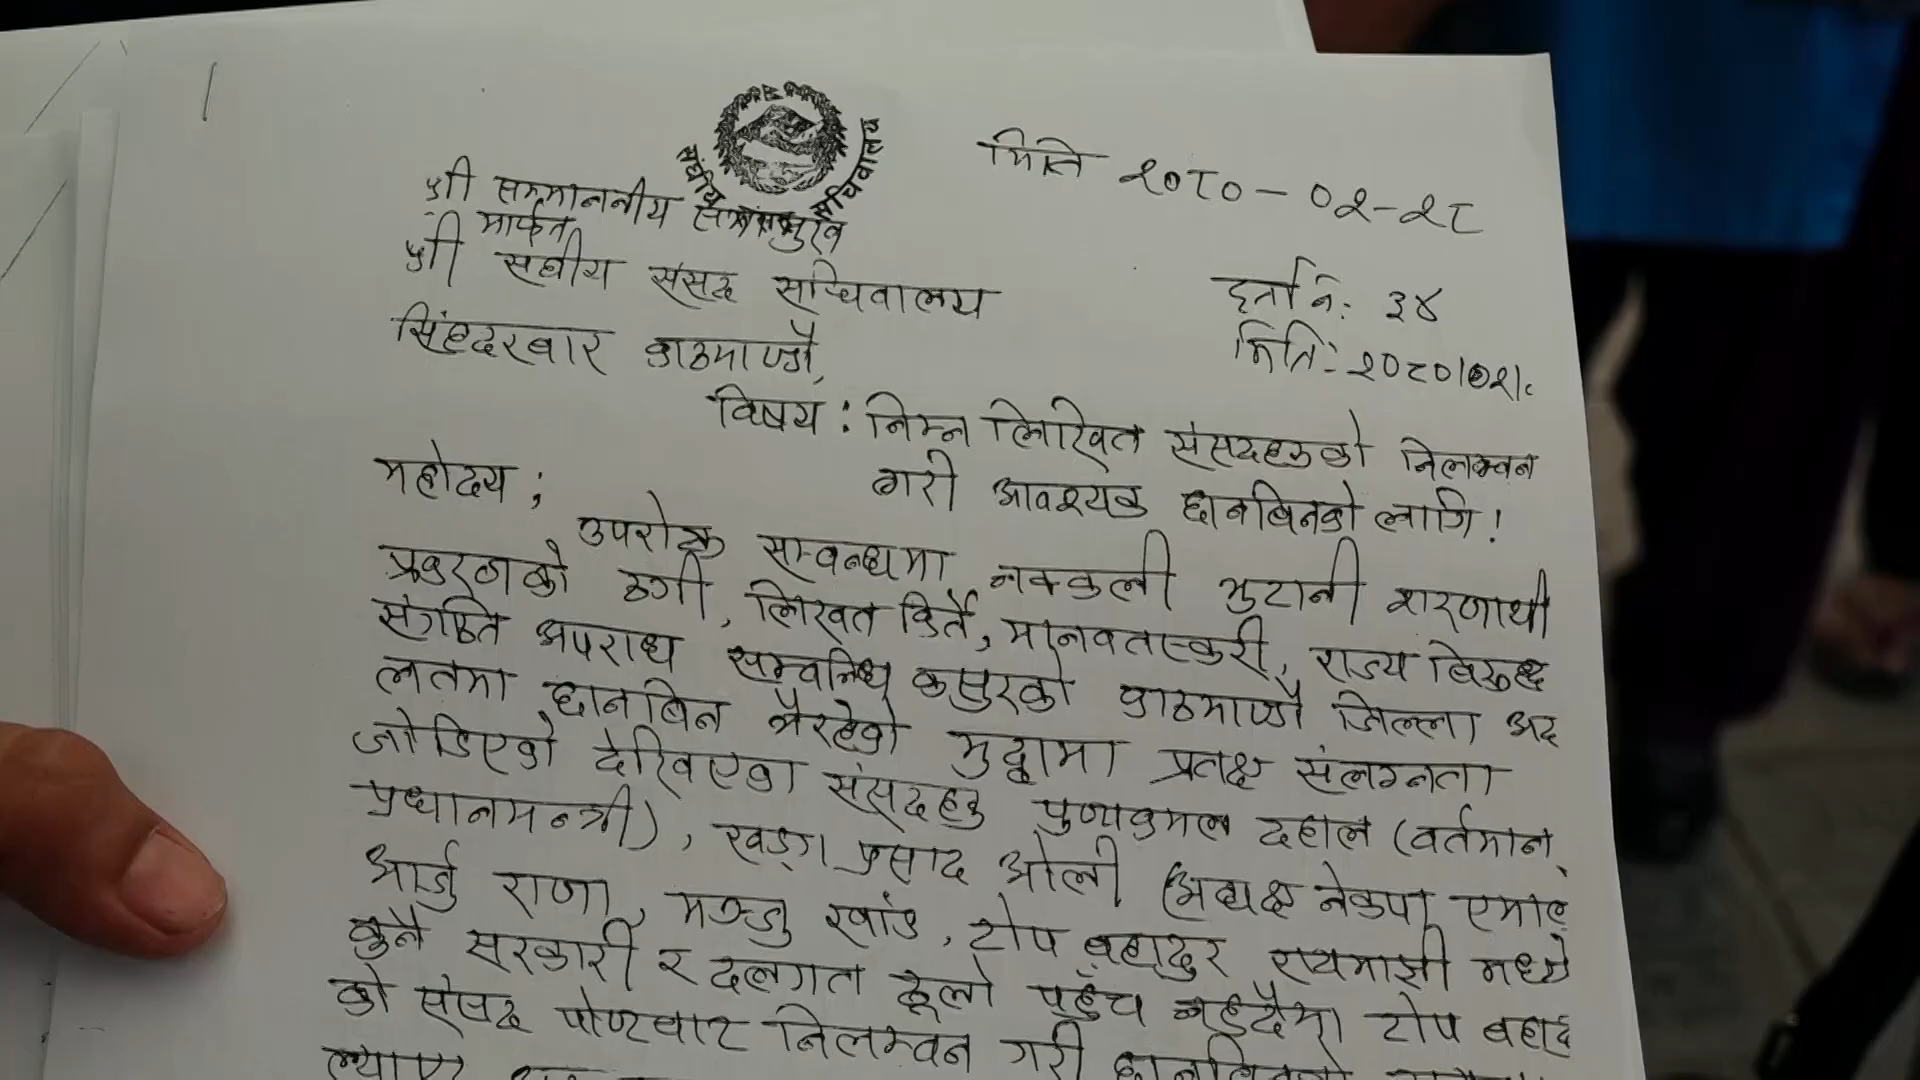 मिति २०८०-०२-२८
श्री सम्माननीय सभामुख
मार्फत
श्री संघीय संसद सचिवालय
सिंहदरबार काठमाण्डौ,
दर्ता नं: ३४
मिति:- २०८०।०२।
विषय : निम्न लिखित संसदहरुको निलम्बन
गरी आवश्यक छानबिनको लागि !
महोदय ;
उपरोक्त सम्बन्धमा नक्कली भुटानी शरणार्थी
प्रकरणको ठगी, लिखत किर्ते, मानवतस्करी, राज्य बिरुद्ध
संगठित अपराध सम्बन्धि कसुरको काठमाण्डौ जिल्ला अद
लतमा छानबिन भैरहेको मुद्दामा प्रतक्ष संलग्नता
जोडिएको देखिएका संसदहरु पुष्पकमल दहाल (वर्तमान
प्रधानमन्त्री), खड्ग प्रसाद ओली (अध्यक्ष नेकपा एमाले
आर्जु राणा, मञ्जु खाँड, टोप बहादुर रायमाझी मध्ये
कुनै सरकारी र दलगत ठूलो पहुँच नहुदैमा टोप बहादु
को संसद पोष्टबाट निलम्बन गरी छानबिनको